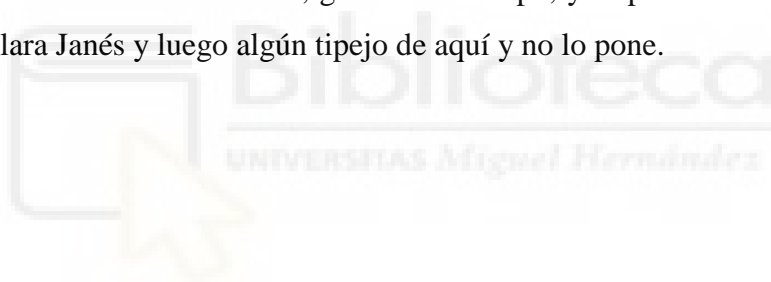 lara Janés y luego algún tipejo de aquí y no lo pone.
Biblioteca
UNIVERSITAS Miguel Hernández